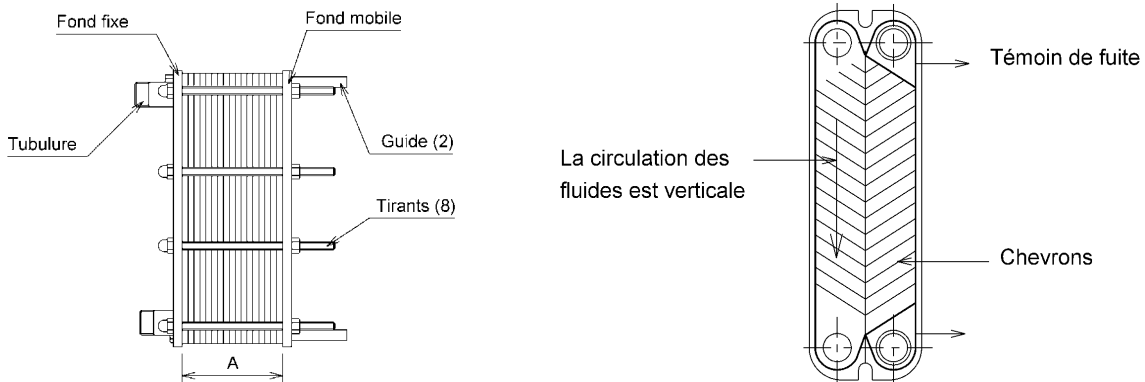 Fond fixe
Fond mobile
Tubulure
Guide (2)
Tirants (8)
A
Témoin de fuite
La circulation des
fluides est verticale
Chevrons